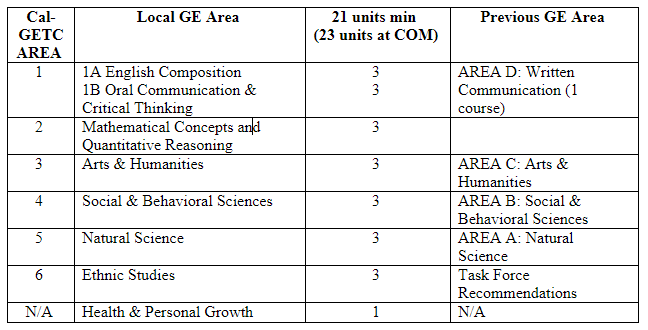 Cal-GETC AREA | Local GE Area | 21 units min (23 units at COM) | Previous GE Area
1 | 1A English Composition | 3 | AREA D: Written
1B Oral Communication & | 3 | Communication (1
Critical Thinking | course)
2 | Mathematical Concepts and | 3
Quantitative Reasoning
3 | Arts & Humanities | 3 | AREA C: Arts &
Humanities
4 | Social & Behavioral Sciences | 3 | AREA B: Social &
Behavioral Sciences
5 | Natural Science | 3 | AREA A: Natural
Science
6 | Ethnic Studies | 3 | Task Force
Recommendations
N/A | Health & Personal Growth | 1 | N/A